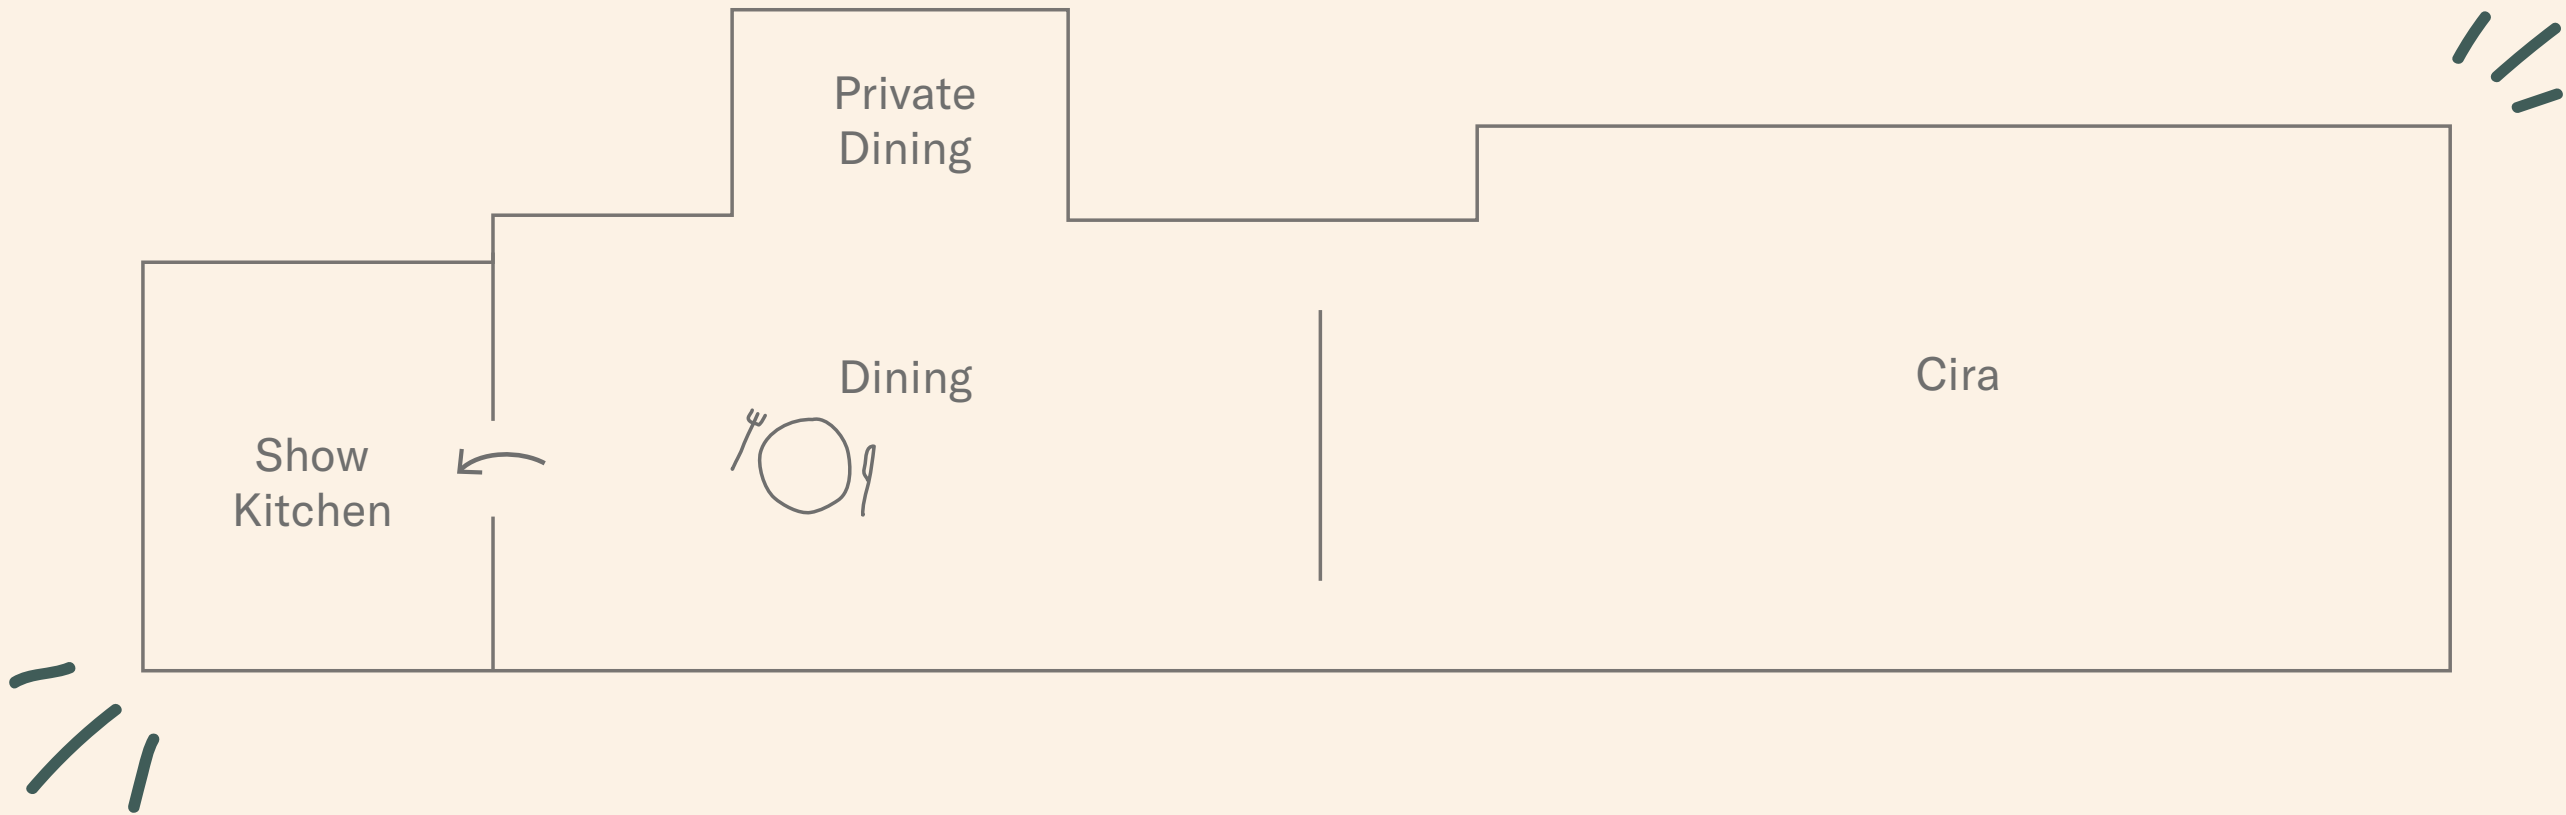 Private
Dining
Dining
Cira
Show
Kitchen